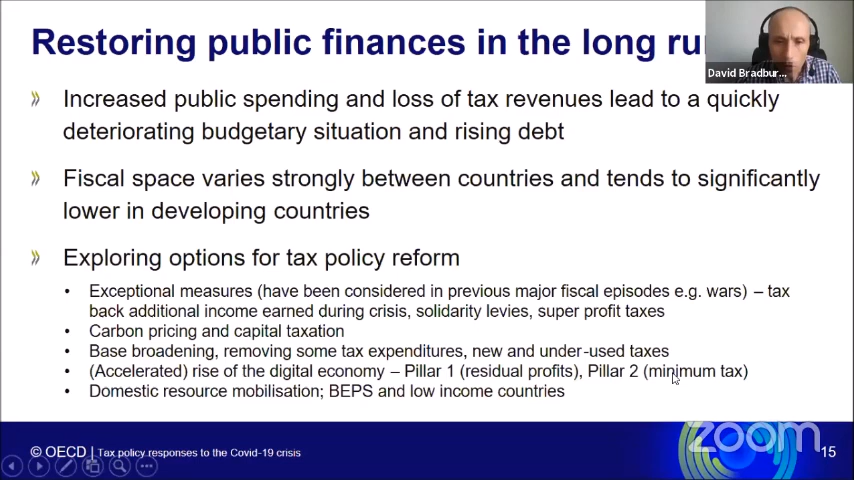 Restoring public finances in the long ru
David Bradbur...
» Increased public spending and loss of tax revenues lead to a quickly
deteriorating budgetary situation and rising debt
» Fiscal space varies strongly between countries and tends to significantly
lower in developing countries
» Exploring options for tax policy reform
• Exceptional measures (have been considered in previous major fiscal episodes e.g. wars) – tax
back additional income earned during crisis, solidarity levies, super profit taxes
• Carbon pricing and capital taxation
• Base broadening, removing some tax expenditures, new and under-used taxes
• (Accelerated) rise of the digital economy – Pillar 1 (residual profits), Pillar 2 (minimum tax)
• Domestic resource mobilisation; BEPS and low income countries
zoom
© OECD | Tax policy responses to the Covid-19 crisis
15